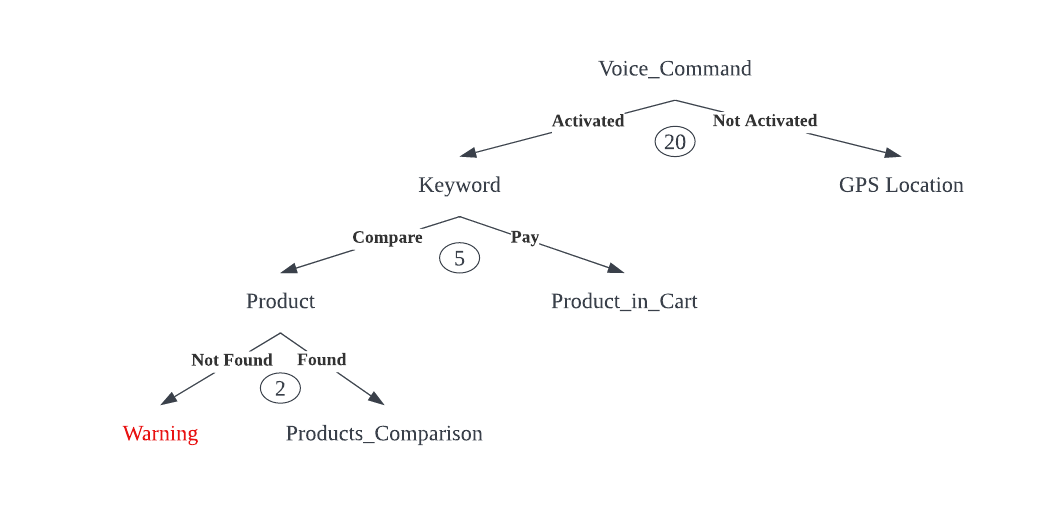 Voice_Command
Activated
Not Activated
20
Keyword
GPS Location
Compare
Pay
5
Product
Product_in_Cart
Not Found
Found
2
Warning
Products_Comparison